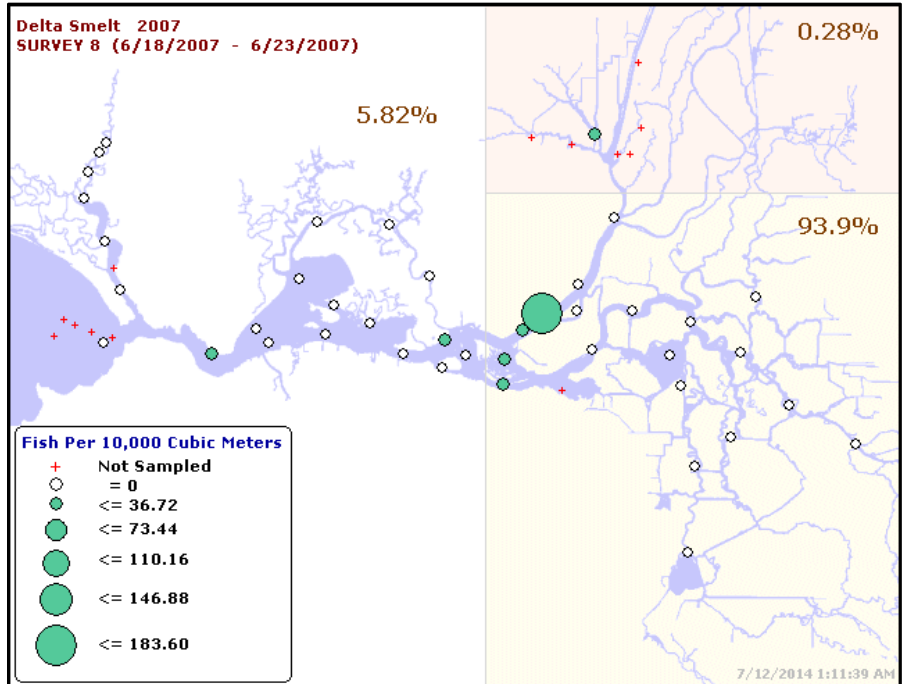 Delta Smelt 2007
SURVEY 8 (6/18/2007 - 6/23/2007)
5.82%
0.28%
93.9%
Fish Per 10,000 Cubic Meters
Not Sampled
= 0
<= 36.72
<= 73.44
<= 110.16
<= 146.88
<= 183.60
7/12/2014 1:11:39 AM